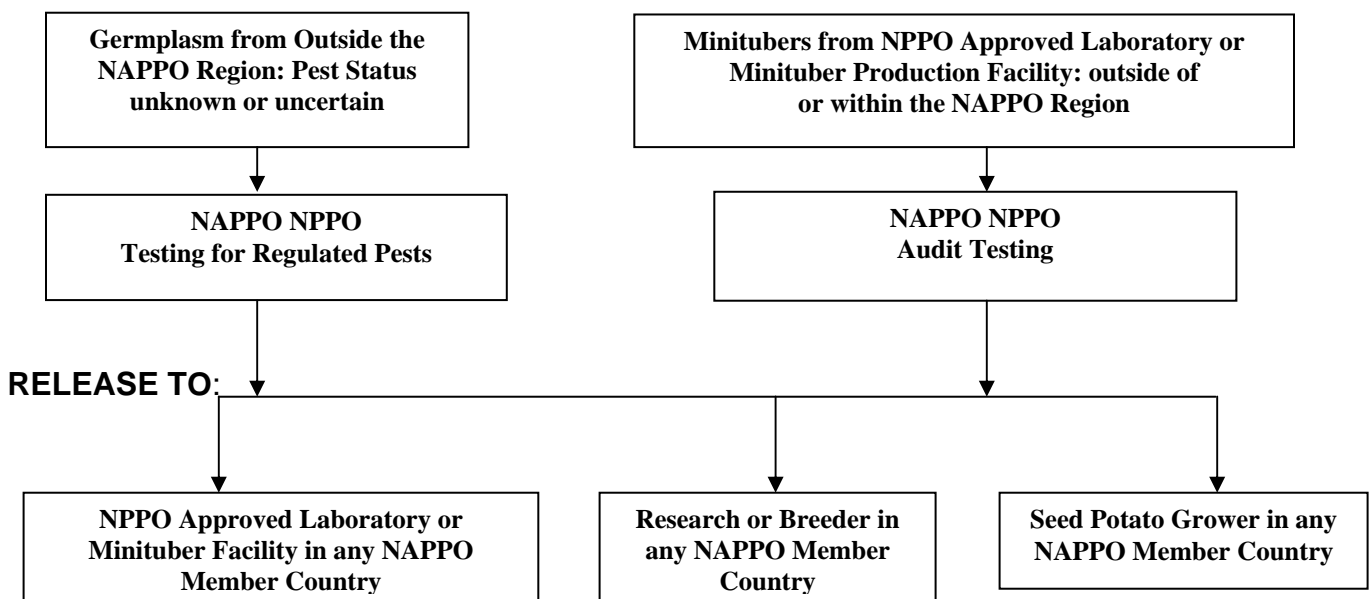 Germplasm from Outside the
NAPPO Region: Pest Status
unknown or uncertain
Minitubers from NPPO Approved Laboratory or
Minituber Production Facility: outside of
or within the NAPPO Region
NAPPO NPPO
Testing for Regulated Pests
NAPPO NPPO
Audit Testing
RELEASE TO:
NPPO Approved Laboratory or
Minituber Facility in any NAPPO
Member Country
Research or Breeder in
any NAPPO Member
Country
Seed Potato Grower in any
NAPPO Member Country